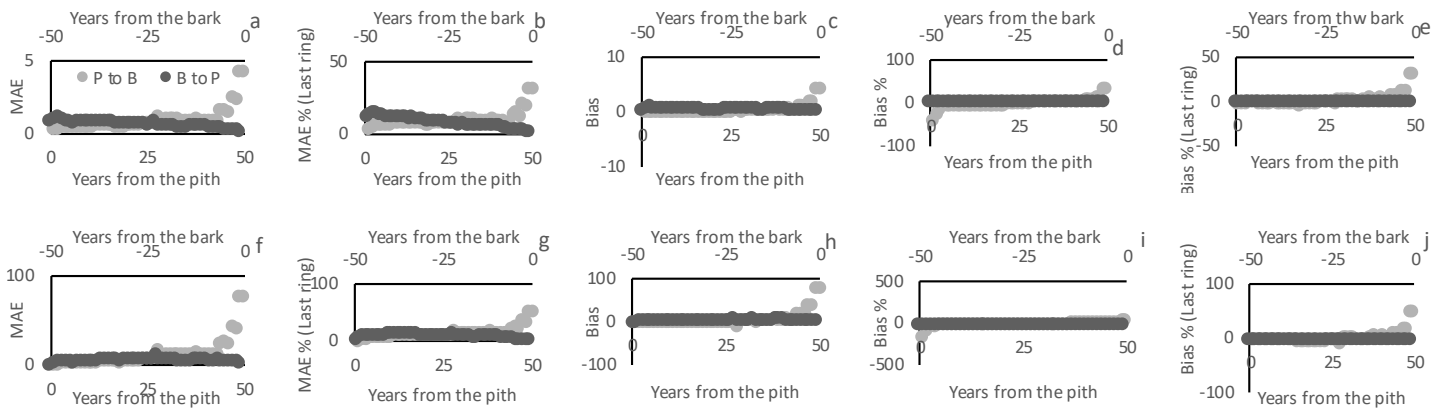 Years from the bark
a
-50 -25 0
5
MAE
P to B B to P
0
0 25 50
Years from the pith
Years from the bark
b
-50 -25 0
MAE % (Last ring)
50
0
0 25 50
Years from the pith
Years from the bark
c
-50 -25 0
10
Bias
0
0 25 50
-10
Years from the pith
years from the bark
-50 -25 0
d
100
Bias %
0
0 25 50
-100
Years from the pith
Years from thw bark
e
-50 -25 0
50
Bias % (Last ring)
0
0 25 50
-50
Years from the pith
Years from the bark
f
-50 -25 0
100
MAE
0
0 25 50
Years from the pith
Years from the bark
g
-50 -25 0
MAE % (Last ring)
100
0
0 25 50
Years from the pith
Years from the bark
h
-50 -25 0
100
Bias
0
0 25 50
-100
Years from the pith
Years from the bark
i
-50 -25 0
500
Bias %
0
0 25 50
-500
Years from the pith
Years from the bark
j
-50 -25 0
100
Bias % (Last ring)
0
0 25 50
-100
Years from the pith